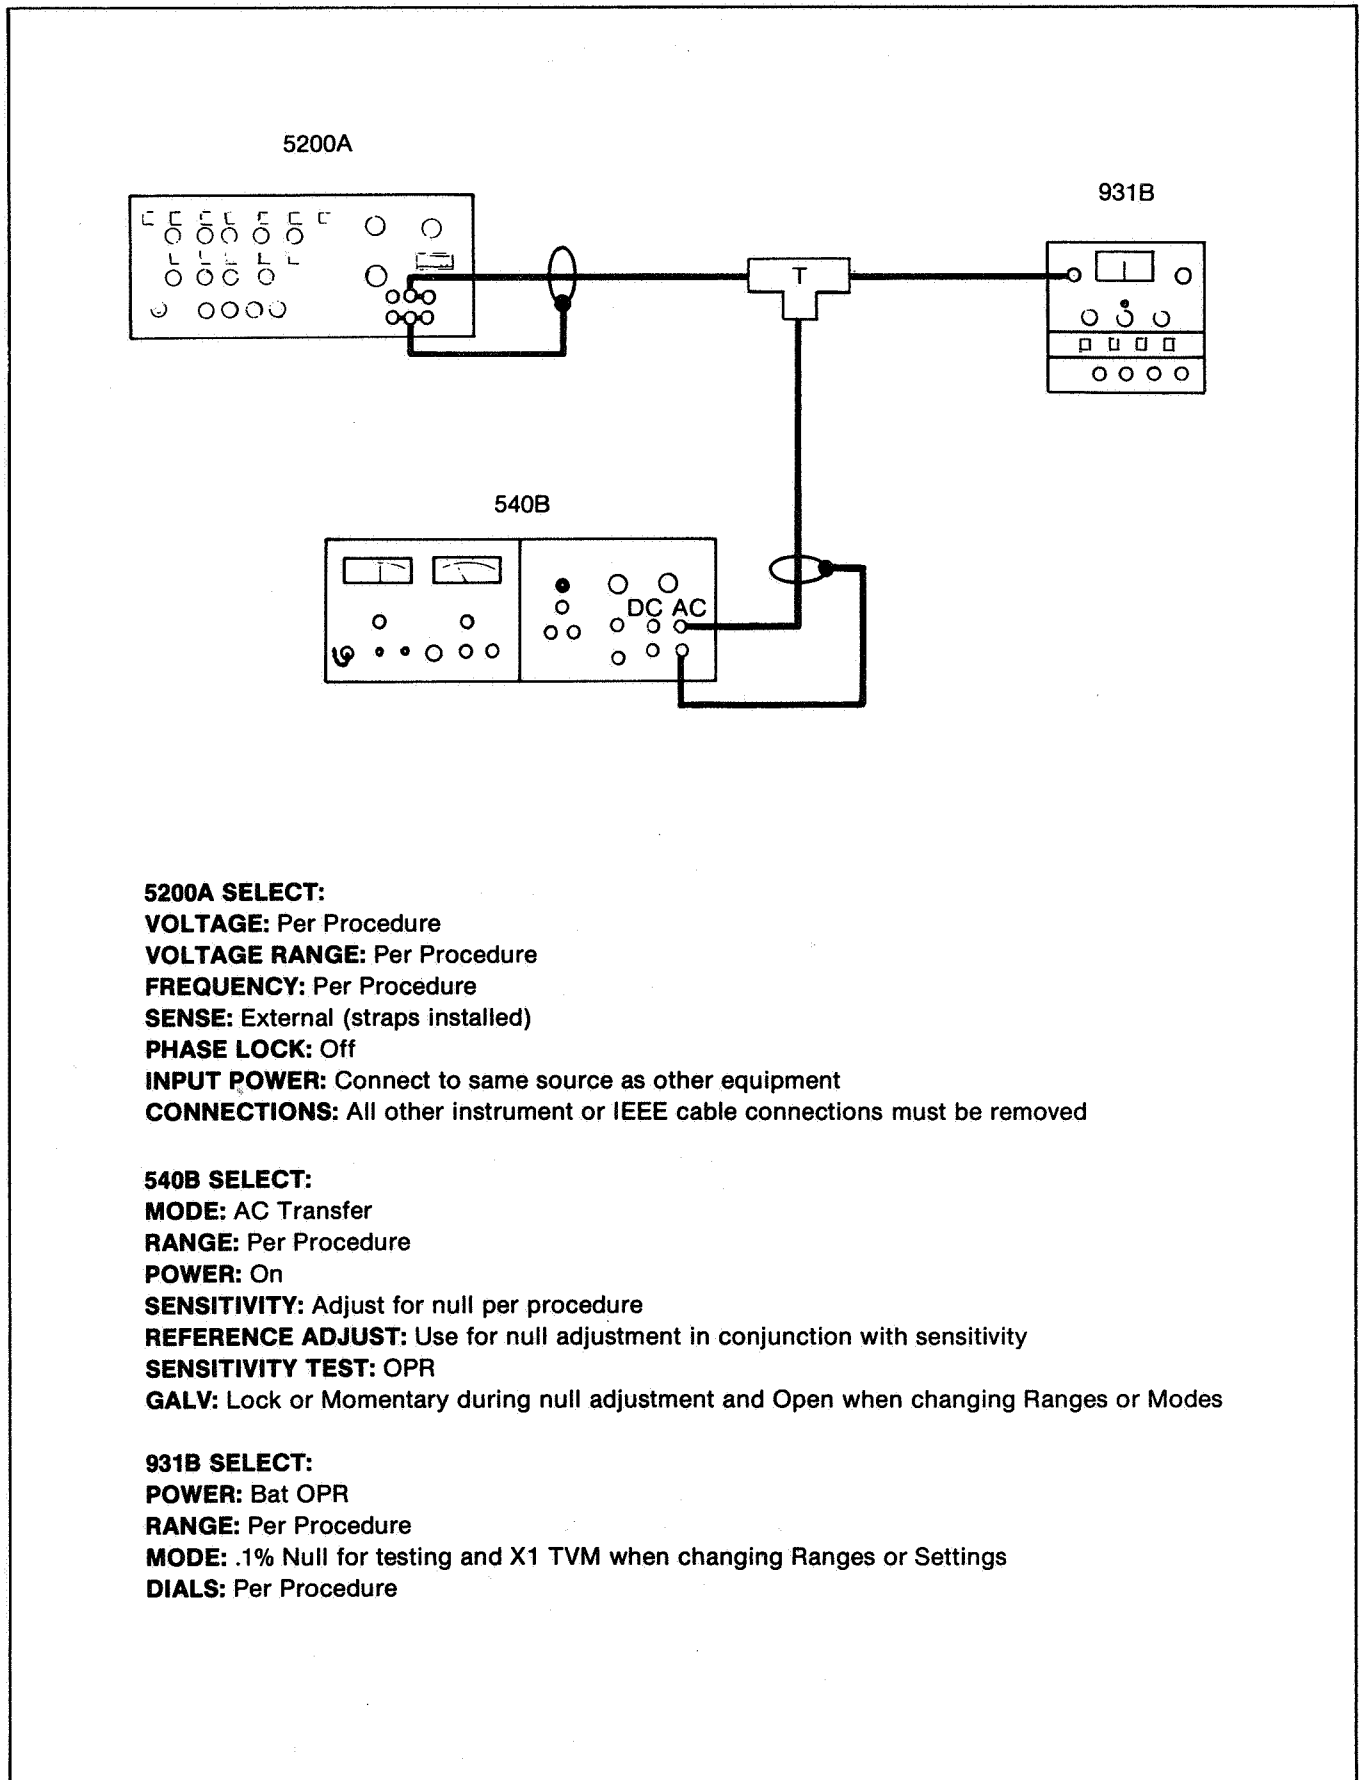 5200A
931B
T
540B
DC AC
5200A SELECT:
VOLTAGE: Per Procedure
VOLTAGE RANGE: Per Procedure
FREQUENCY: Per Procedure
SENSE: External (straps installed)
PHASE LOCK: Off
INPUT POWER: Connect to same source as other equipment
CONNECTIONS: All other instrument or IEEE cable connections must be removed
540B SELECT:
MODE: AC Transfer
RANGE: Per Procedure
POWER: On
SENSITIVITY: Adjust for null per procedure
REFERENCE ADJUST: Use for null adjustment in conjunction with sensitivity
SENSITIVITY TEST: OPR
GALV: Lock or Momentary during null adjustment and Open when changing Ranges or Modes
931B SELECT:
POWER: Bat OPR
RANGE: Per Procedure
MODE: .1% Null for testing and X1 TVM when changing Ranges or Settings
DIALS: Per Procedure